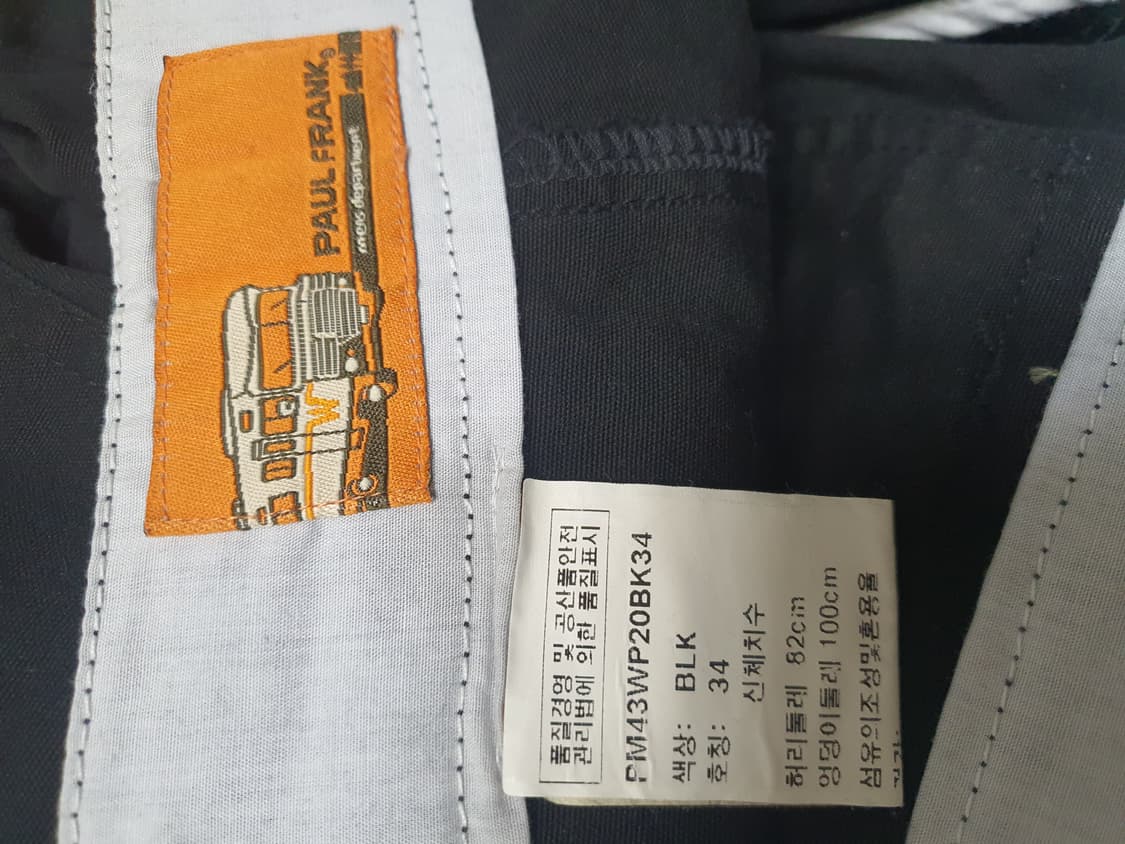 PAUL FRANK®
mens department
W
품질경영 및 공산품안전
관리법에 의한 품질표시
PM43WP20BK34
색상: BLK
호칭: 34
신체치수
허리둘레 82cm
엉덩이둘레 100cm
섬유의조성및혼용율